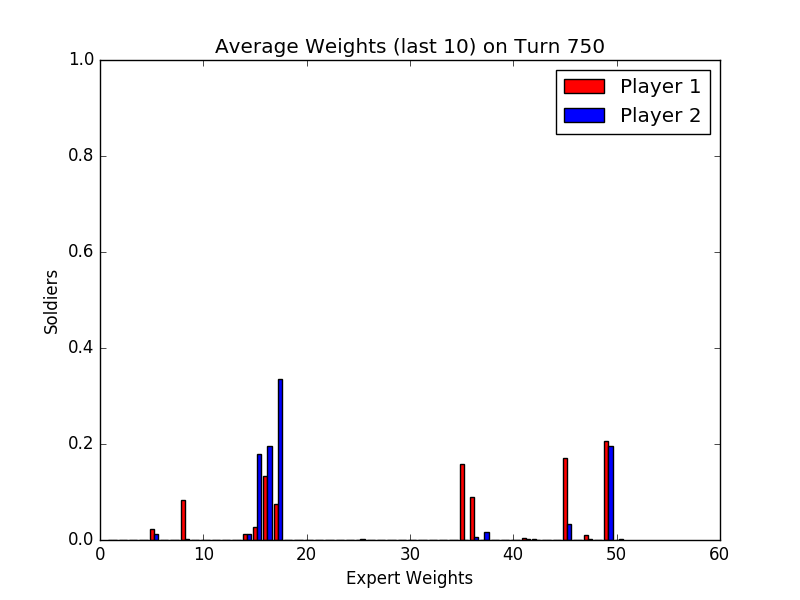 Average Weights (last 10) on Turn 750
1.0
Player 1
Player 2
0.8
0.6
Soldiers
0.4
0.2
0.0
0 10 20 30 40 50 60
Expert Weights